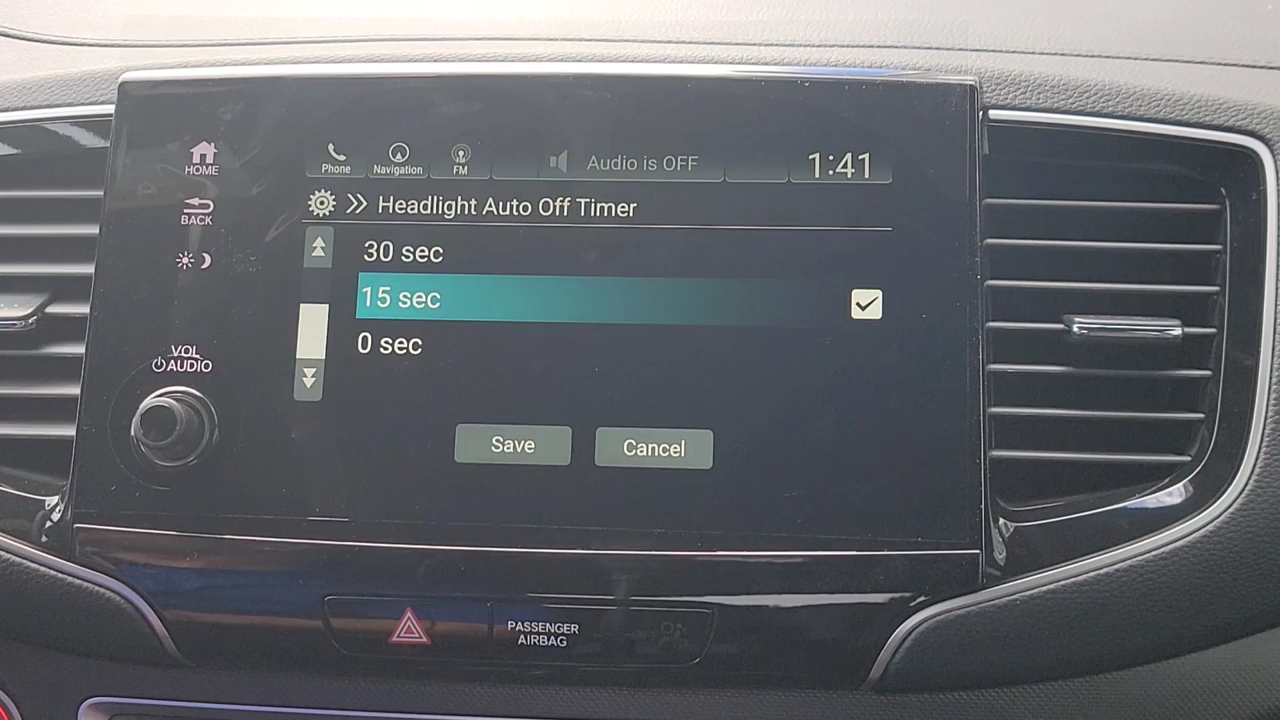 HOME
BACK
VOL
AUDIO
Phone
Navigation
FM
Audio is OFF
1:41
Headlight Auto Off Timer
30 sec
15 sec
0 sec
Save
Cancel
PASSENGER
AIRBAG